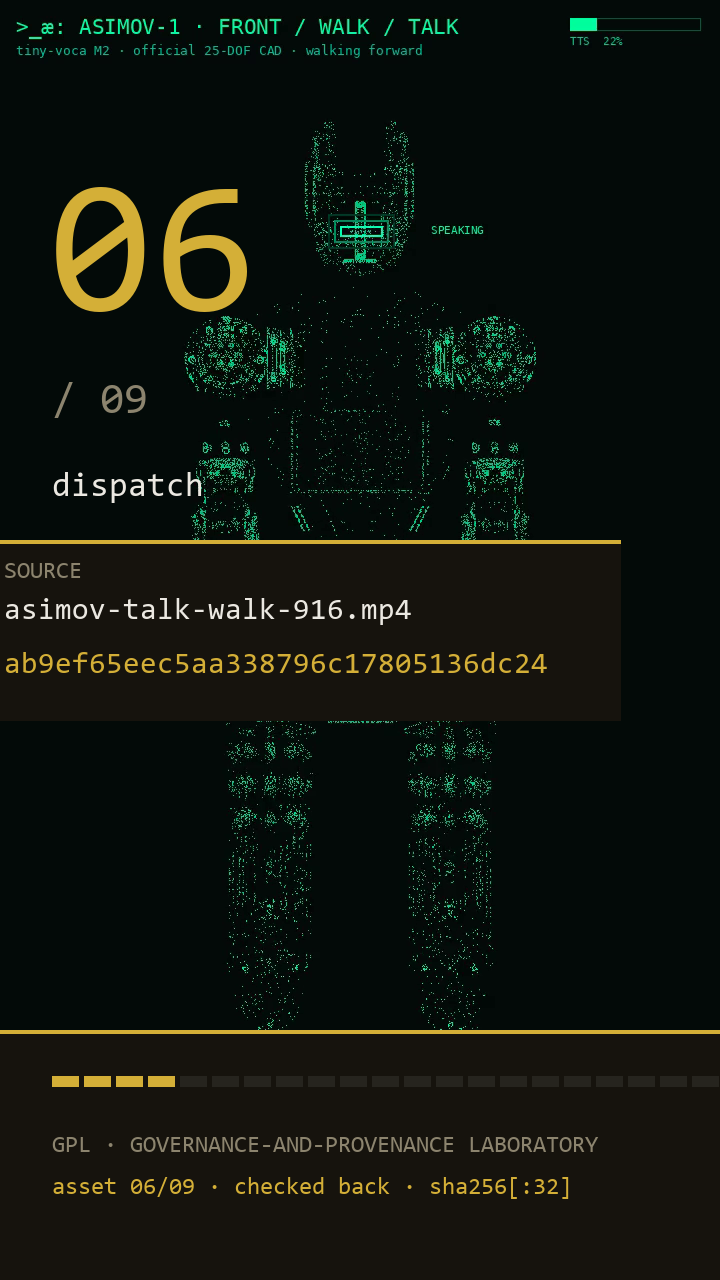 >_æ: ASIMOV-1 · FRONT / WALK / TALK
tiny-voca M2 · official 25-DOF CAD · walking forward
TTS 22%
06
SPEAKING
/ 09
dispatch
SOURCE
asimov-talk-walk-916.mp4
ab9ef65eec5aa338796c17805136dc24
GPL · GOVERNANCE-AND-PROVENANCE LABORATORY
asset 06/09 · checked back · sha256[:32]